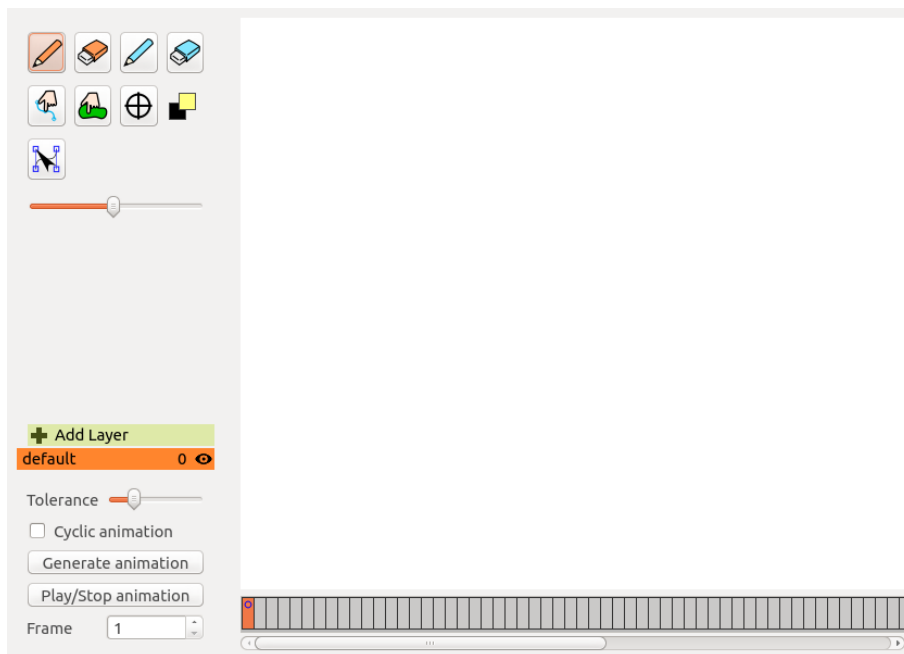 Add Layer
default 0
Tolerance
Cyclic animation
Generate animation
Play/Stop animation
Frame 1